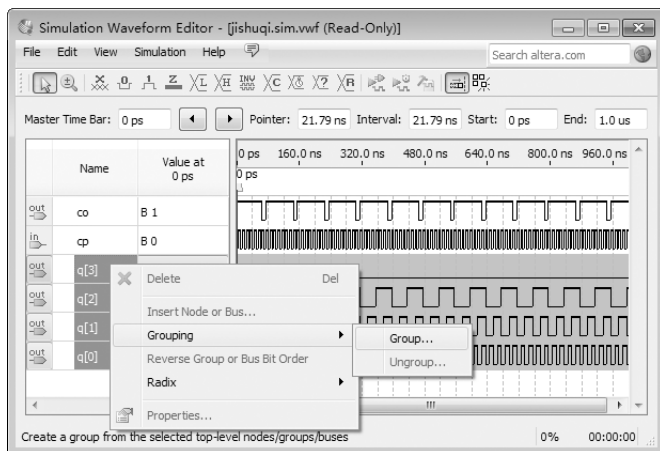 Simulation Waveform Editor - [jishuqi.sim.vwf (Read-Only)]
File Edit View Simulation Help Search altera.com
Master Time Bar: 0 ps Pointer: 21.79 ns Interval: 21.79 ns Start: 0 ps End: 1.0 us
Name Value at 0 ps 0 ps 160.0 ns 320.0 ns 480.0 ns 640.0 ns 800.0 ns 960.0 ns
0 ps
out co B 1
in cp B 0
out q[3]
out q[2]
out q[1]
out q[0]
Delete Del
Insert Node or Bus...
Grouping
Group...
Reverse Group or Bus Bit Order
Ungroup...
Radix
Properties...
Create a group from the selected top-level nodes/groups/buses 0% 00:00:00